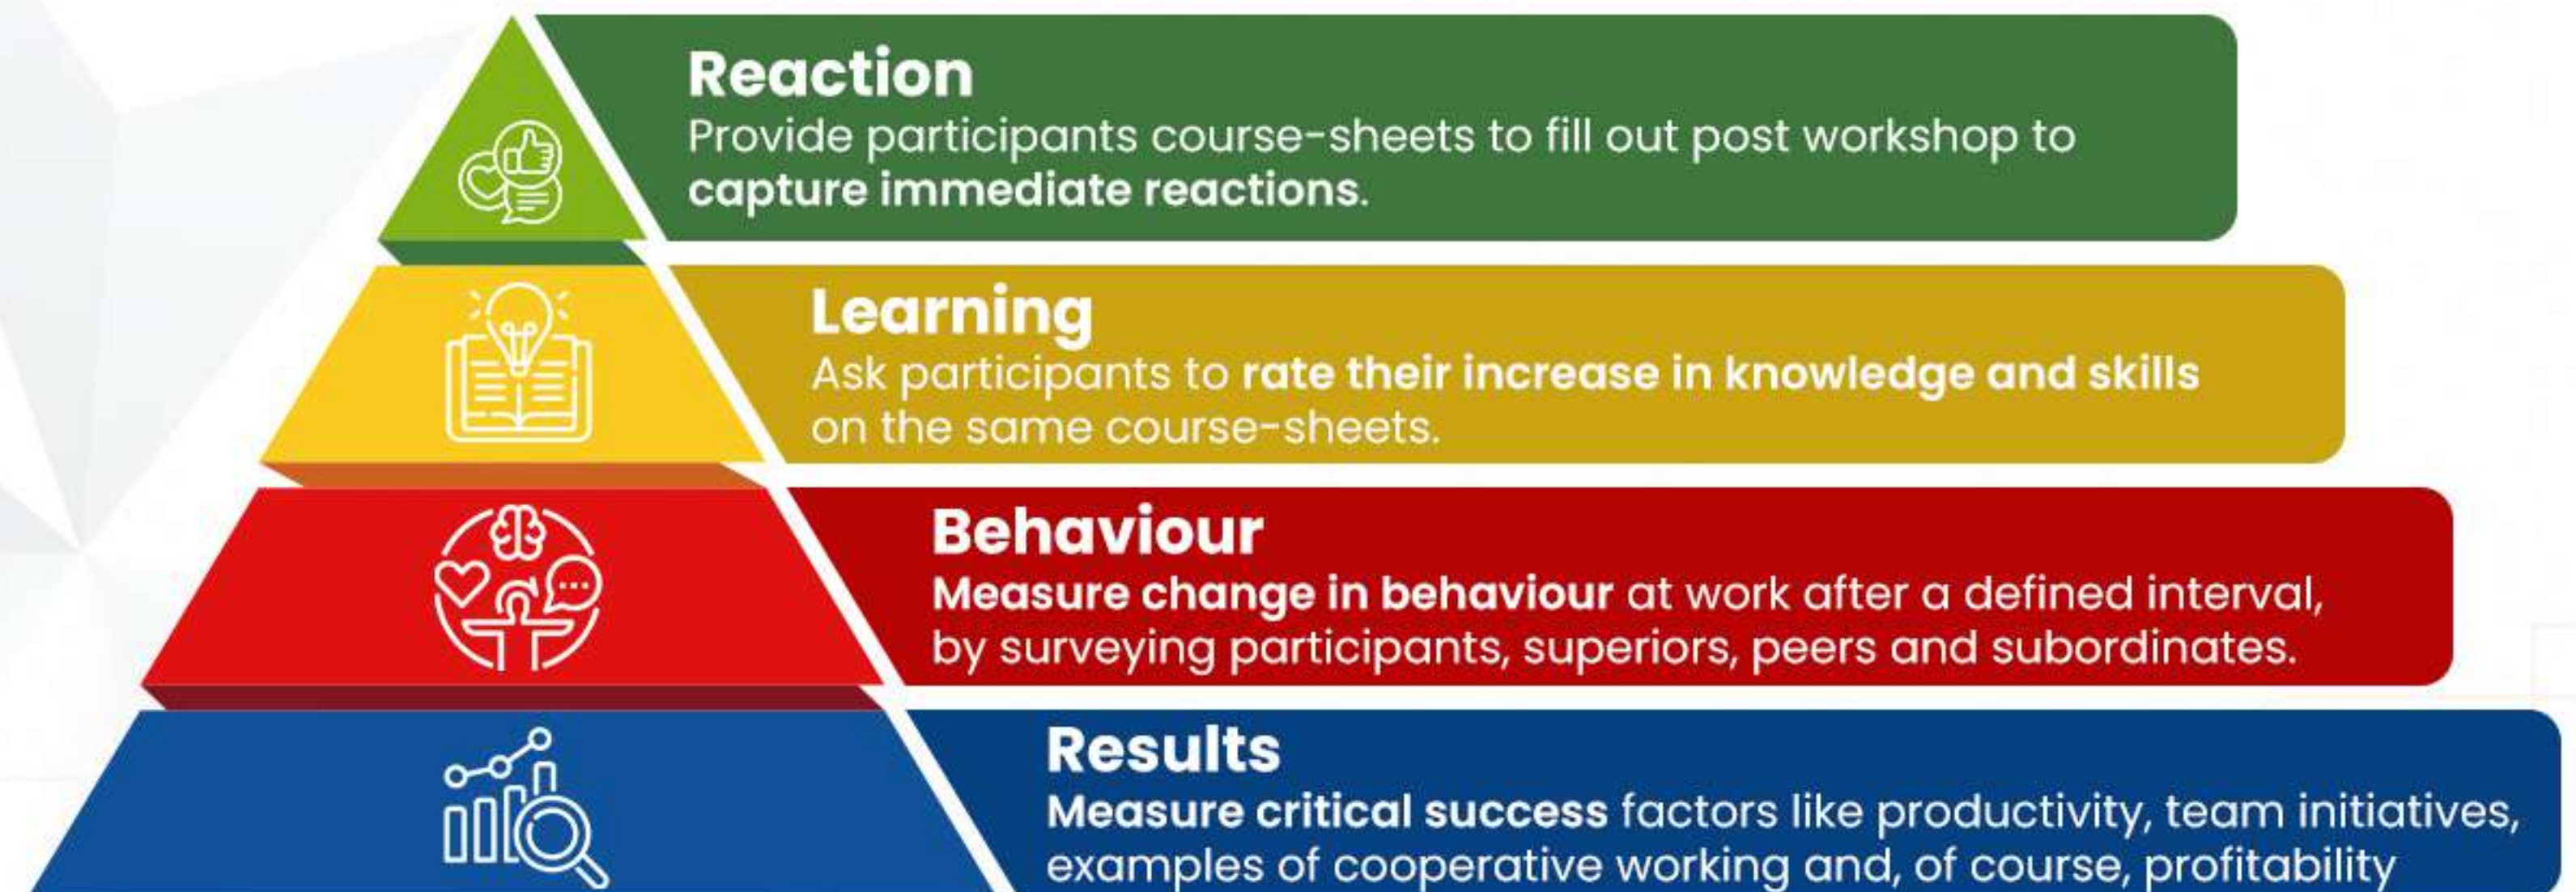 Reaction
Provide participants course-sheets to fill out post workshop to
capture immediate reactions.
Learning
Ask participants to rate their increase in knowledge and skills
on the same course-sheets.
Behaviour
Measure change in behaviour at work after a defined interval,
by surveying participants, superiors, peers and subordinates.
Results
Measure critical success factors like productivity, team initiatives,
examples of cooperative working and, of course, profitability